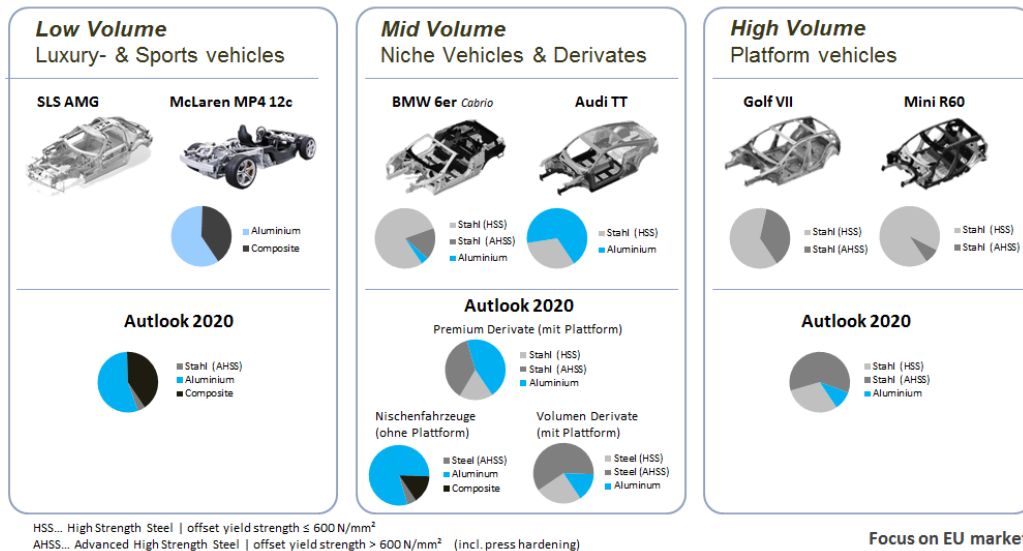 Low Volume
Luxury- & Sports vehicles
SLS AMG
McLaren MP4 12c
Aluminium
Composite
Autlook 2020
Stahl (AHSS)
Aluminium
Composite
Mid Volume
Niche Vehicles & Derivates
BMW 6er Cabrio
Audi TT
Stahl (HSS)
Stahl (AHSS)
Aluminium
Stahl (HSS)
Aluminium
Autlook 2020
Premium Derivate (mit Plattform)
Stahl (HSS)
Stahl (AHSS)
Aluminium
Nischenfahrzeuge
(ohne Plattform)
Steel (AHSS)
Aluminum
Composite
Volumen Derivate
(mit Plattform)
Steel (HSS)
Steel (AHSS)
Aluminum
High Volume
Platform vehicles
Golf VII
Mini R60
Stahl (HSS)
Stahl (AHSS)
Stahl (HSS)
Stahl (AHSS)
Autlook 2020
Stahl (HSS)
Stahl (AHSS)
Aluminium
HSS... High Strength Steel | offset yield strength ≤ 600 N/mm²
AHSS... Advanced High Strength Steel | offset yield strength > 600 N/mm² (incl. press hardening)
Focus on EU market